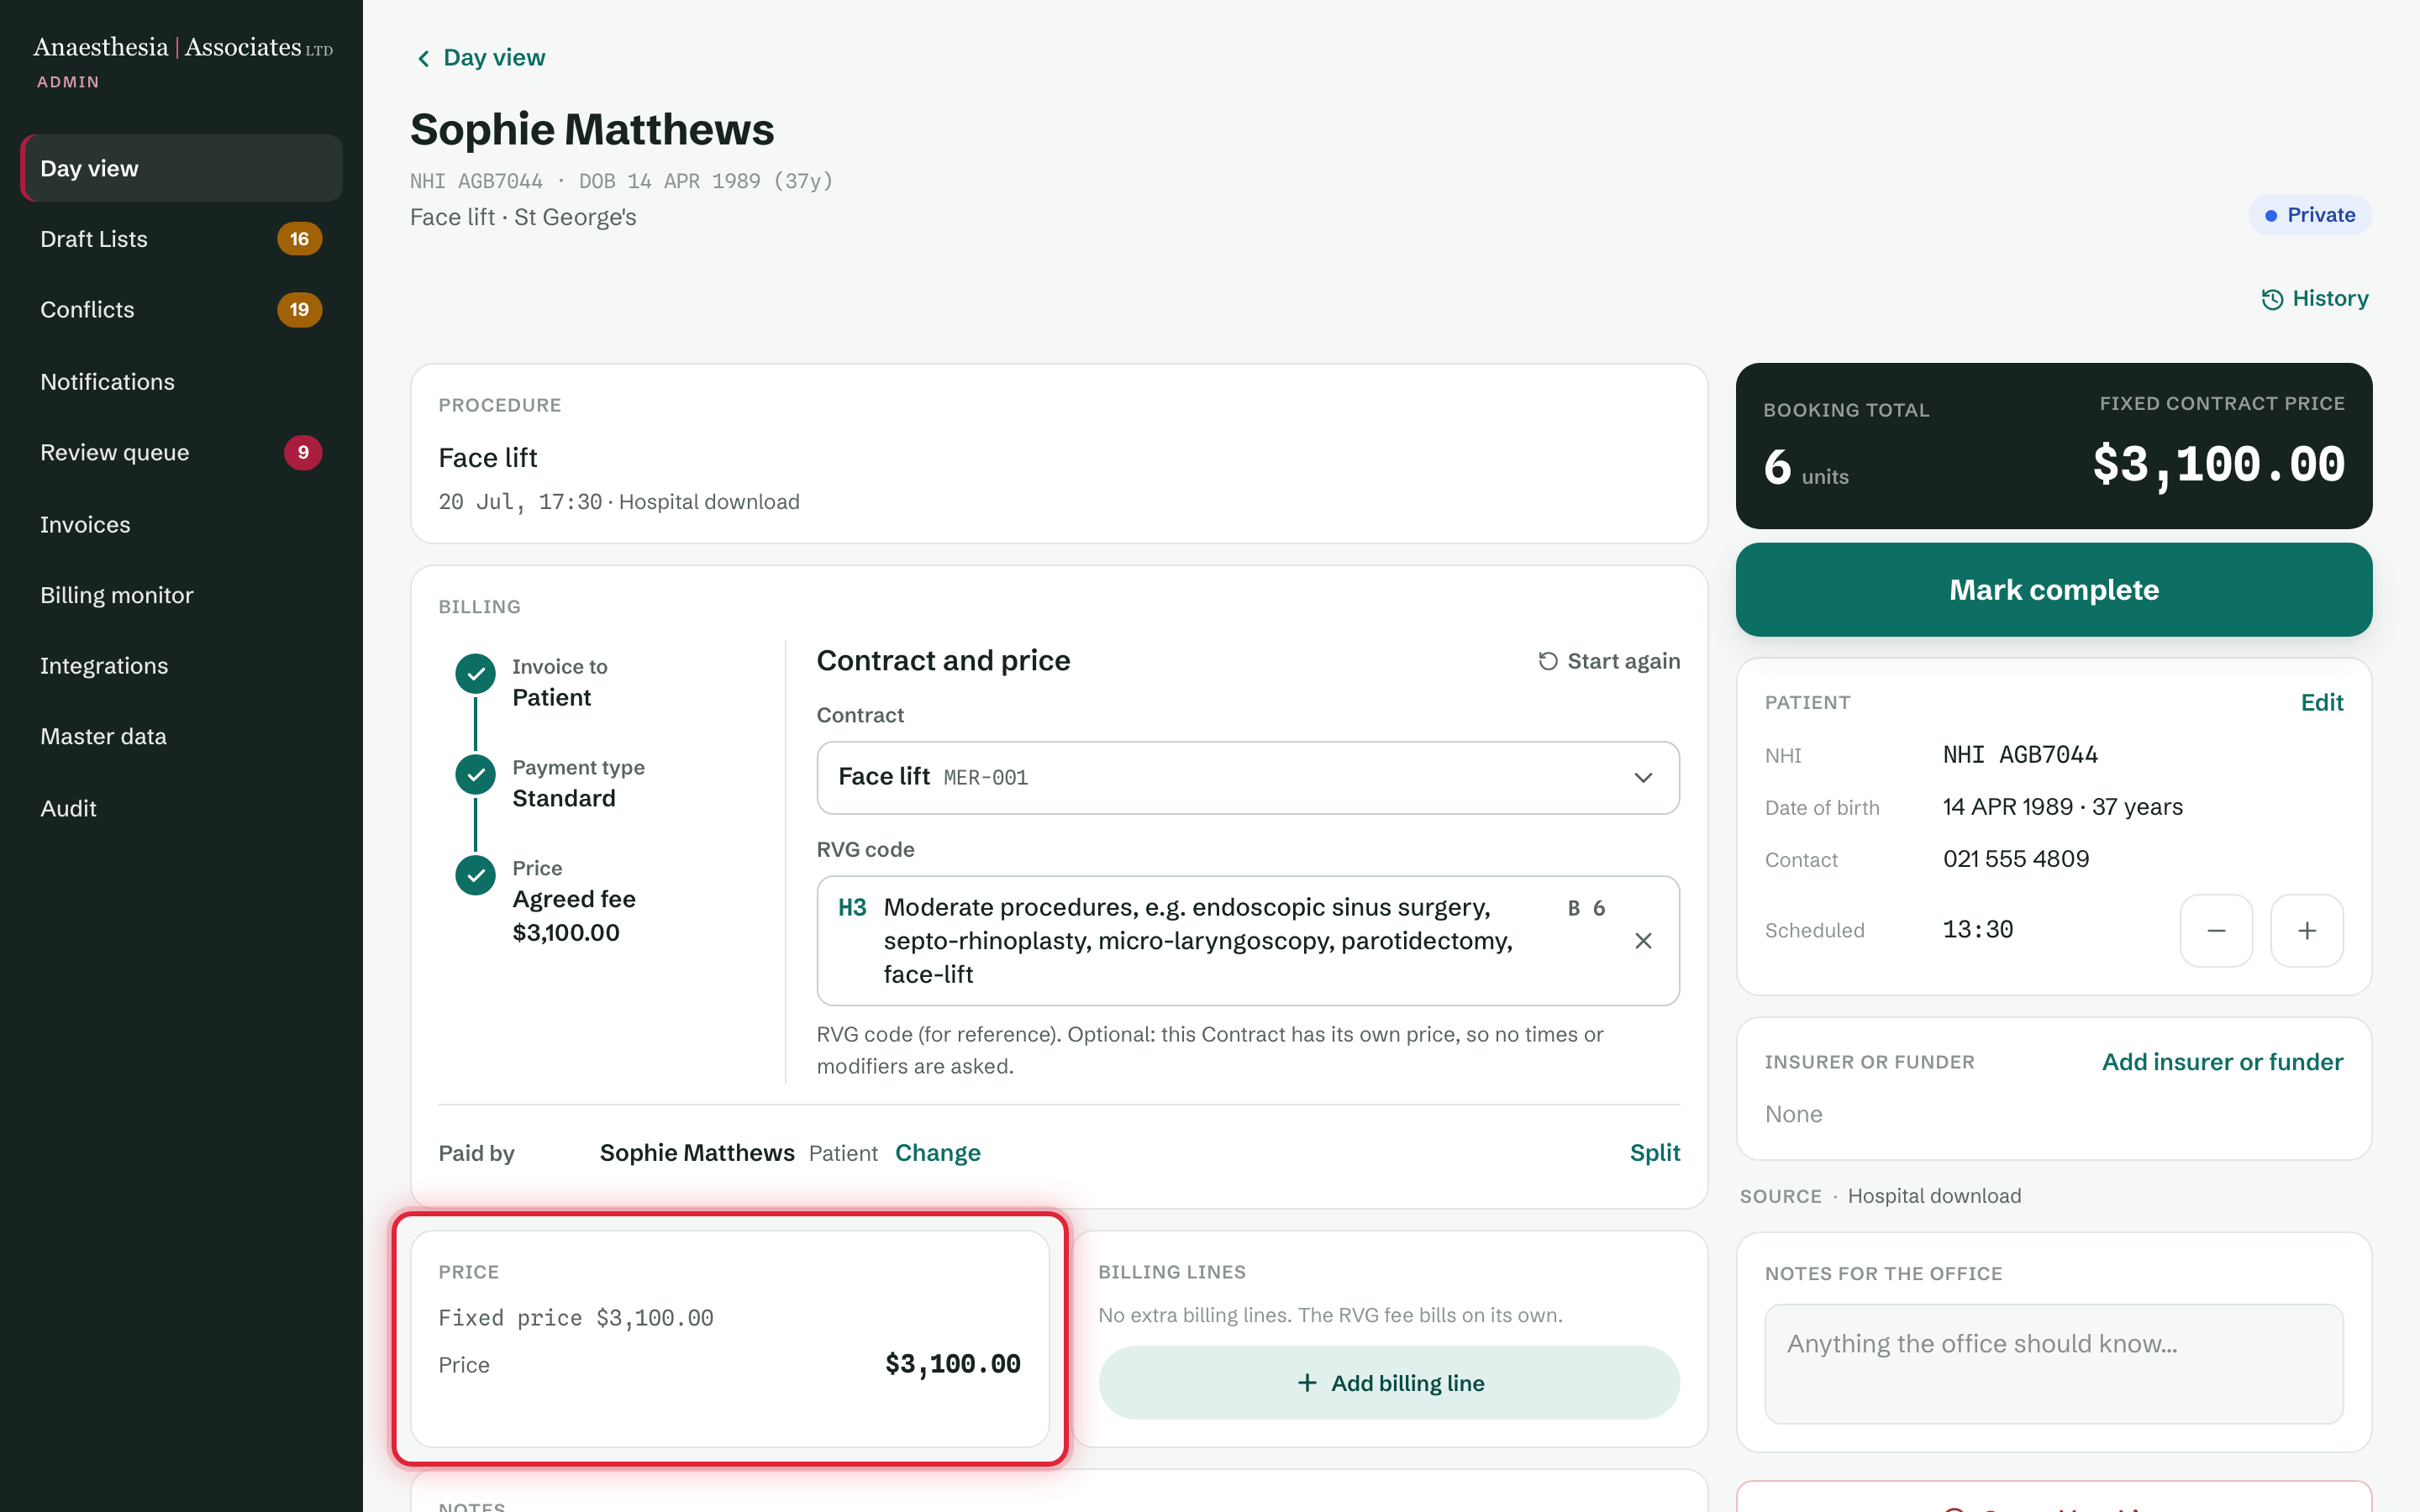 Anaesthesia | Associates LTD
ADMIN
Day view
Draft Lists 16
Conflicts 19
Notifications
Review queue 9
Invoices
Billing monitor
Integrations
Master data
Audit
Day view
Sophie Matthews
NHI AGB7044 · DOB 14 APR 1989 (37y)
Face lift · St George's
Private
History
PROCEDURE
Face lift
20 Jul, 17:30 · Hospital download
BILLING
Invoice to
Patient
Payment type
Standard
Price
Agreed fee
$3,100.00
Contract and price
Start again
Contract
Face lift MER-001
RVG code
H3 Moderate procedures, e.g. endoscopic sinus surgery, B 6
septo-rhinoplasty, micro-laryngoscopy, parotidectomy,
face-lift
RVG code (for reference). Optional: this Contract has its own price, so no times or
modifiers are asked.
Paid by Sophie Matthews Patient Change Split
PRICE
Fixed price $3,100.00
Price $3,100.00
BILLING LINES
No extra billing lines. The RVG fee bills on its own.
+ Add billing line
NOTES
BOOKING TOTAL
6 units
FIXED CONTRACT PRICE
$3,100.00
Mark complete
PATIENT Edit
NHI NHI AGB7044
Date of birth 14 APR 1989 · 37 years
Contact 021 555 4809
Scheduled 13:30 − +
INSURER OR FUNDER Add insurer or funder
None
SOURCE · Hospital download
NOTES FOR THE OFFICE
Anything the office should know...